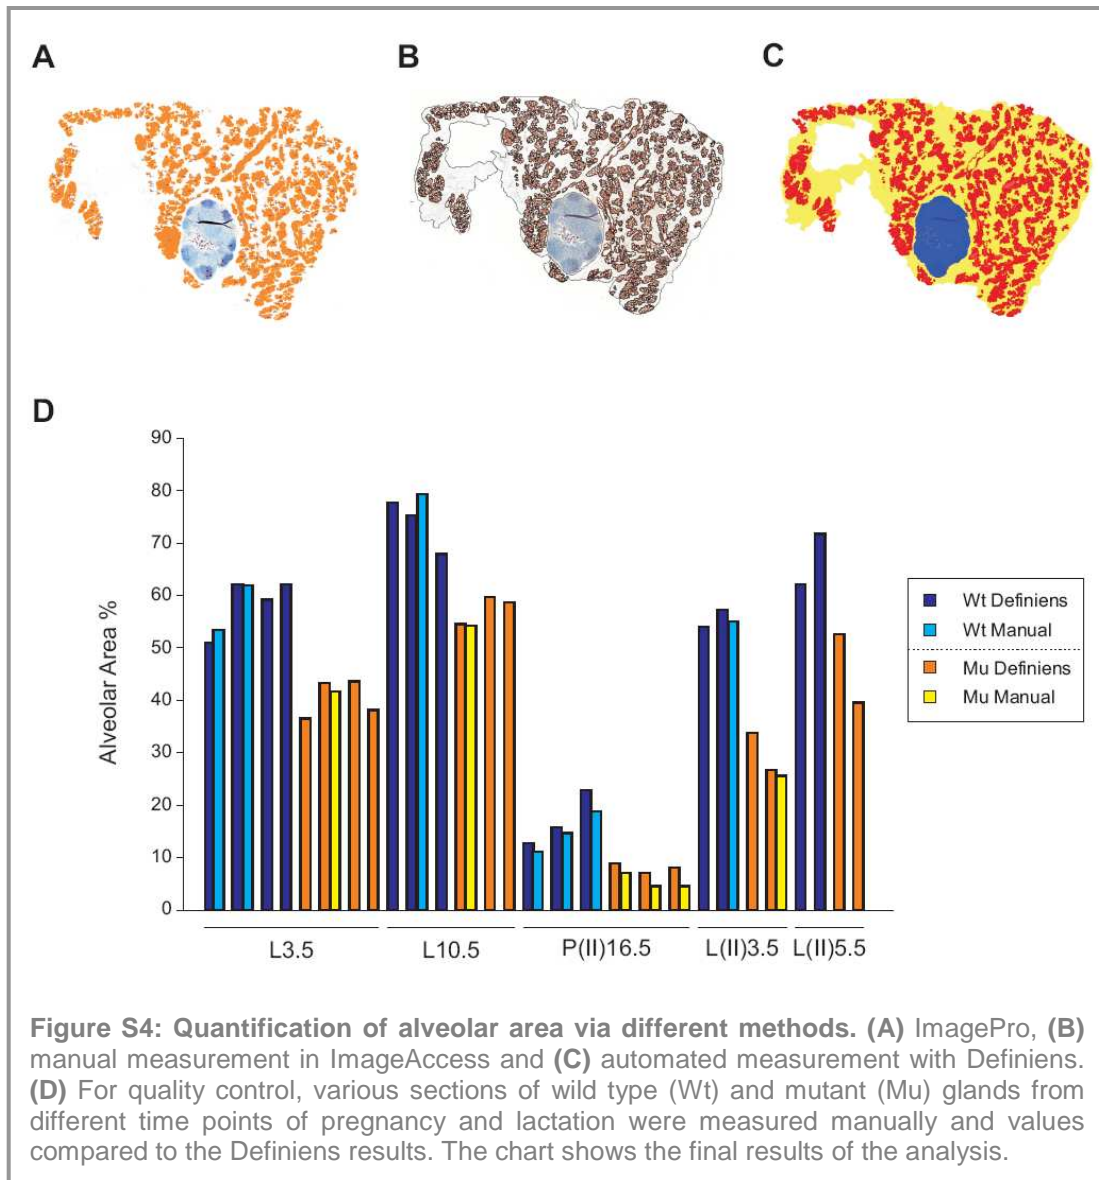 A
B
C
D
Alveolar Area %
90
80
70
60
50
40
30
20
10
0
L3.5
L10.5
P(II)16.5
L(II)3.5
L(II)5.5
Wt Definiens
Wt Manual
Mu Definiens
Mu Manual
Figure S4: Quantification of alveolar area via different methods. (A) ImagePro, (B)
manual measurement in ImageAccess and (C) automated measurement with Definiens.
(D) For quality control, various sections of wild type (Wt) and mutant (Mu) glands from
different time points of pregnancy and lactation were measured manually and values
compared to the Definiens results. The chart shows the final results of the analysis.